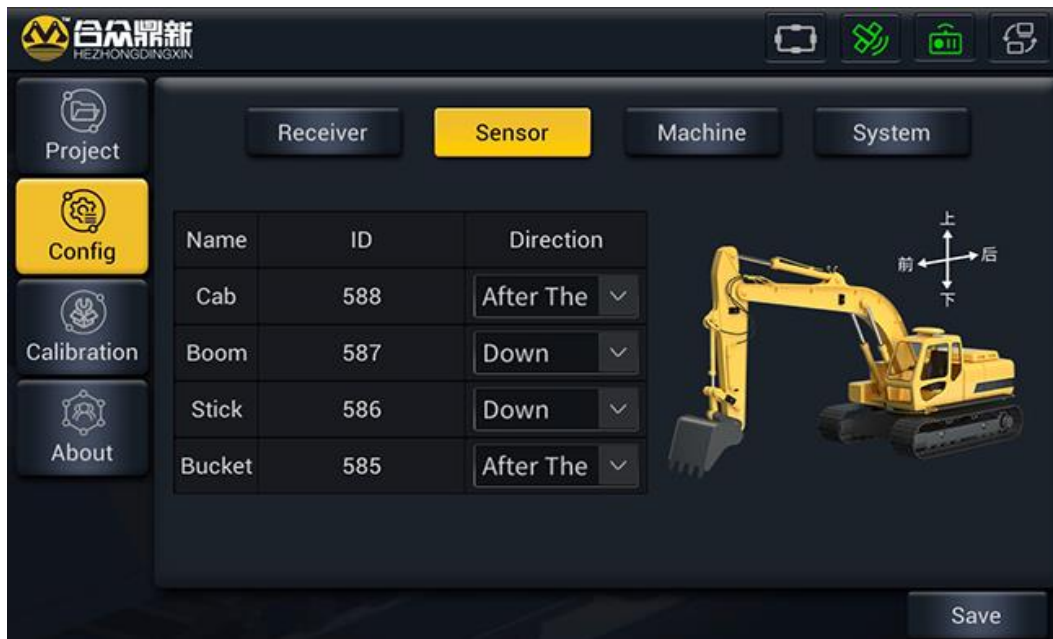 合众鼎新
HEZHONGDINGXIN
Project
Config
Calibration
About
Receiver Sensor Machine System
Name ID Direction
Cab 588 After The
Boom 587 Down
Stick 586 Down
Bucket 585 After The
上
前 后
下
Save